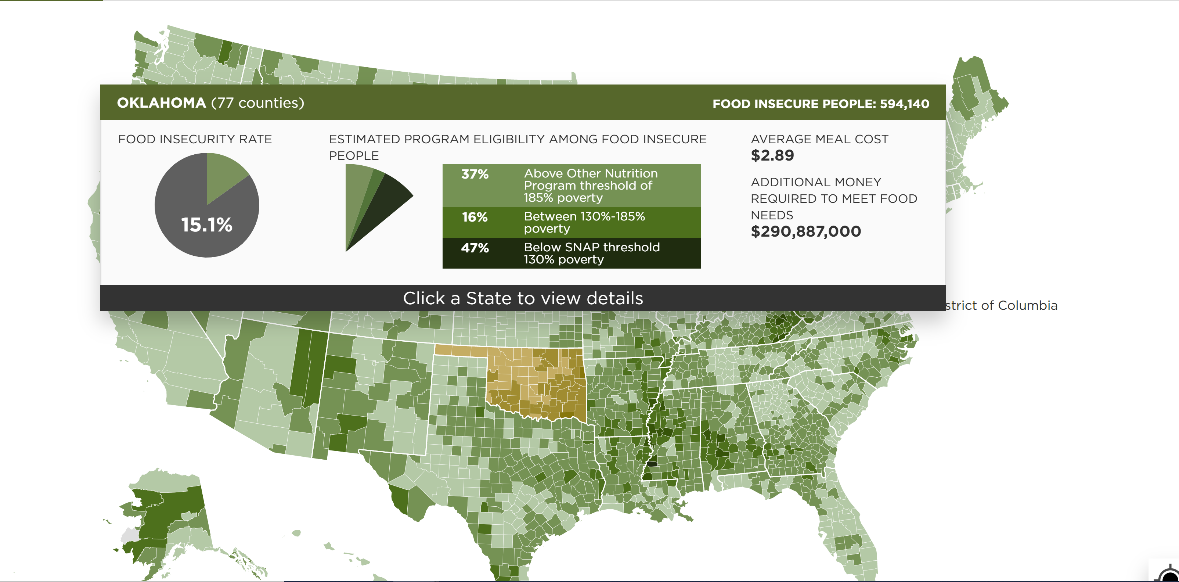 OKLAHOMA (77 counties)
FOOD INSECURE PEOPLE: 594,140
FOOD INSECURITY RATE
15.1%
ESTIMATED PROGRAM ELIGIBILITY AMONG FOOD INSECURE
PEOPLE
37%
Above Other Nutrition
Program threshold of
185% poverty
16%
Between 130%-185%
poverty
47%
Below SNAP threshold
130% poverty
AVERAGE MEAL COST
$2.89
ADDITIONAL MONEY
REQUIRED TO MEET FOOD
NEEDS
$290,887,000
Click a State to view details
strict of Columbia